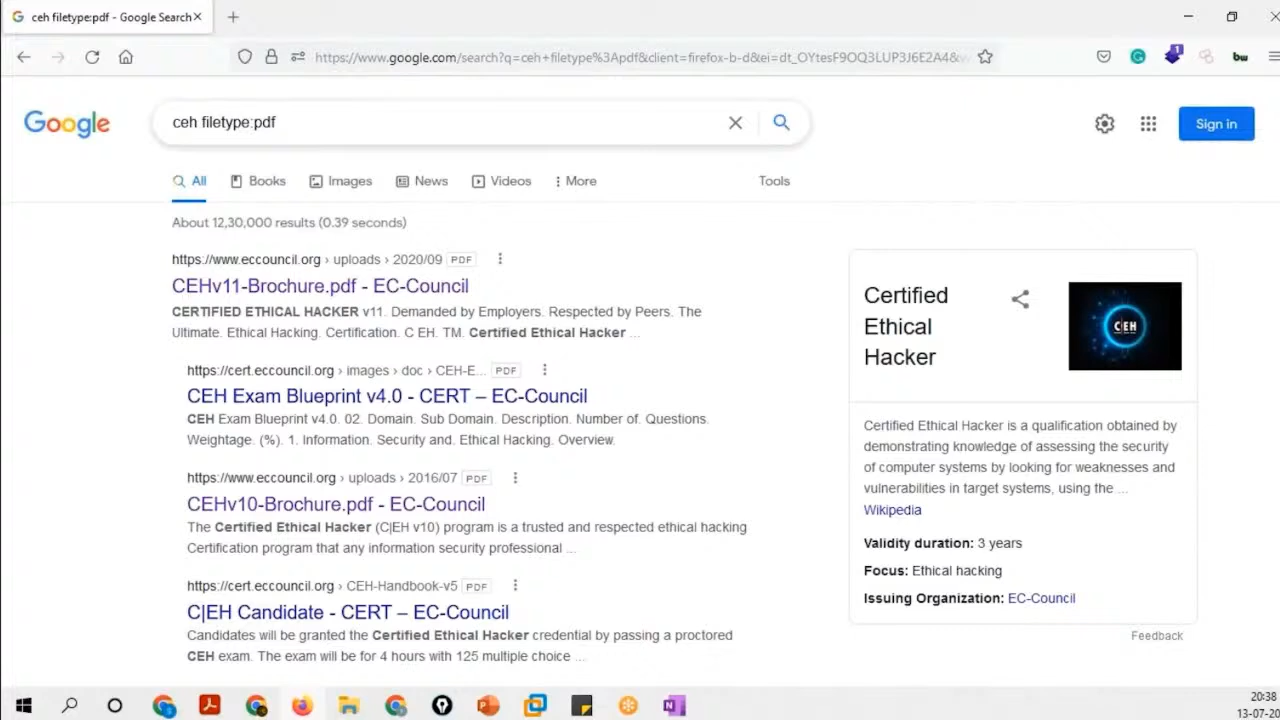 ceh filetype:pdf - Google Search
https://www.google.com/search?q=ceh+filetype%3Apdf&client=firefox-b-d&ei=dt_OYtesF9OQ3LUP3J6E2A4&
1
bw
Google
ceh filetype:pdf
Sign in
All Books Images News Videos More Tools
About 12,30,000 results (0.39 seconds)
https://www.eccouncil.org › uploads › 2020/09 PDF
CEHv11-Brochure.pdf - EC-Council
CERTIFIED ETHICAL HACKER v11. Demanded by Employers. Respected by Peers. The
Ultimate. Ethical Hacking. Certification. C EH. TM. Certified Ethical Hacker ...
https://cert.eccouncil.org › images › doc › CEH-E... PDF
CEH Exam Blueprint v4.0 - CERT – EC-Council
CEH Exam Blueprint v4.0. 02. Domain. Sub Domain. Description. Number of. Questions.
Weightage. (%). 1. Information. Security and. Ethical Hacking. Overview.
https://www.eccouncil.org › uploads › 2016/07 PDF
CEHv10-Brochure.pdf - EC-Council
The Certified Ethical Hacker (C|EH v10) program is a trusted and respected ethical hacking
Certification program that any information security professional ...
https://cert.eccouncil.org › CEH-Handbook-v5 PDF
C|EH Candidate - CERT – EC-Council
Candidates will be granted the Certified Ethical Hacker credential by passing a proctored
CEH exam. The exam will be for 4 hours with 125 multiple choice ...
Certified
Ethical
Hacker
C|EH
Certified Ethical Hacker is a qualification obtained by
demonstrating knowledge of assessing the security
of computer systems by looking for weaknesses and
vulnerabilities in target systems, using the ...
Wikipedia
Validity duration: 3 years
Focus: Ethical hacking
Issuing Organization: EC-Council
Feedback
20:38
13-07-20